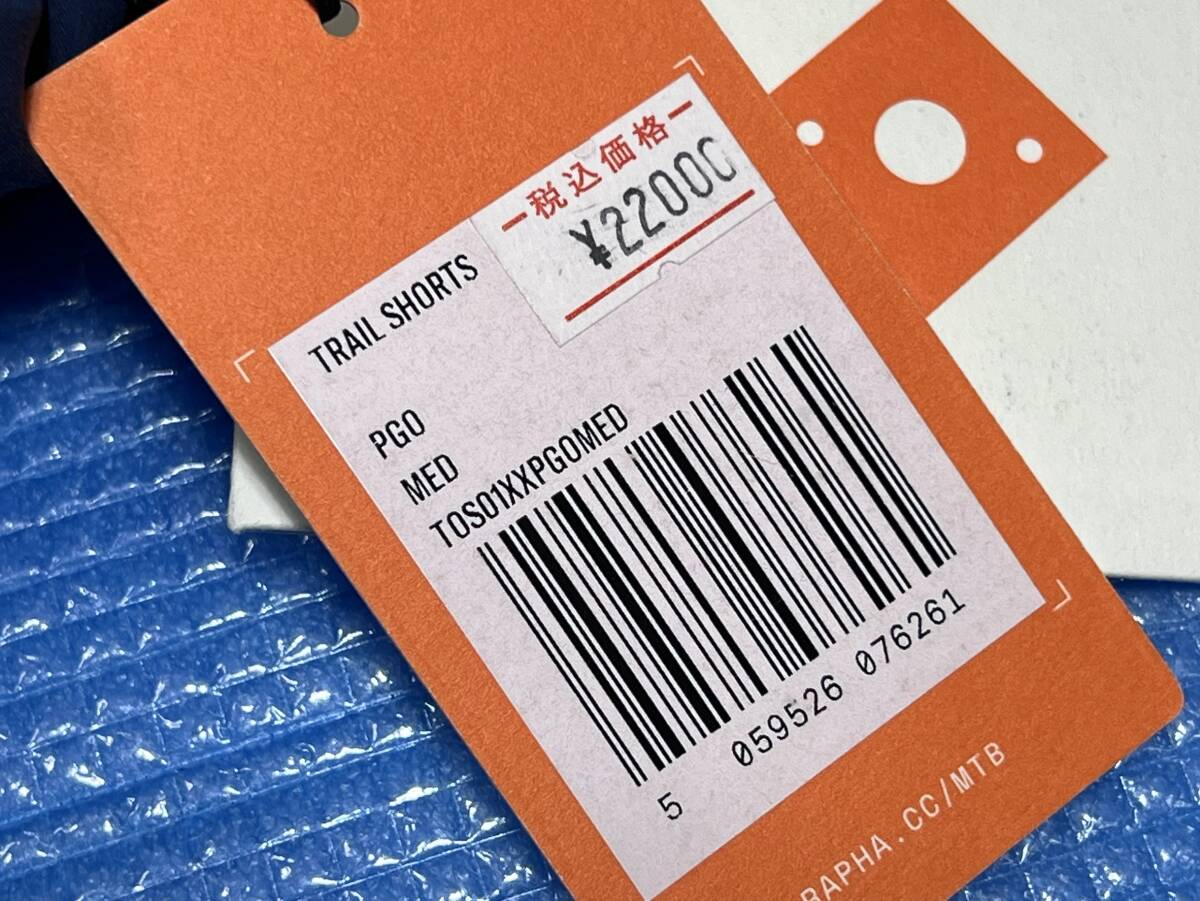 税込価格
¥22000
TRAIL SHORTS
PGO
MED
TOS01XXPGOMED
5 059526 076261
RAPHA.CC/MTB